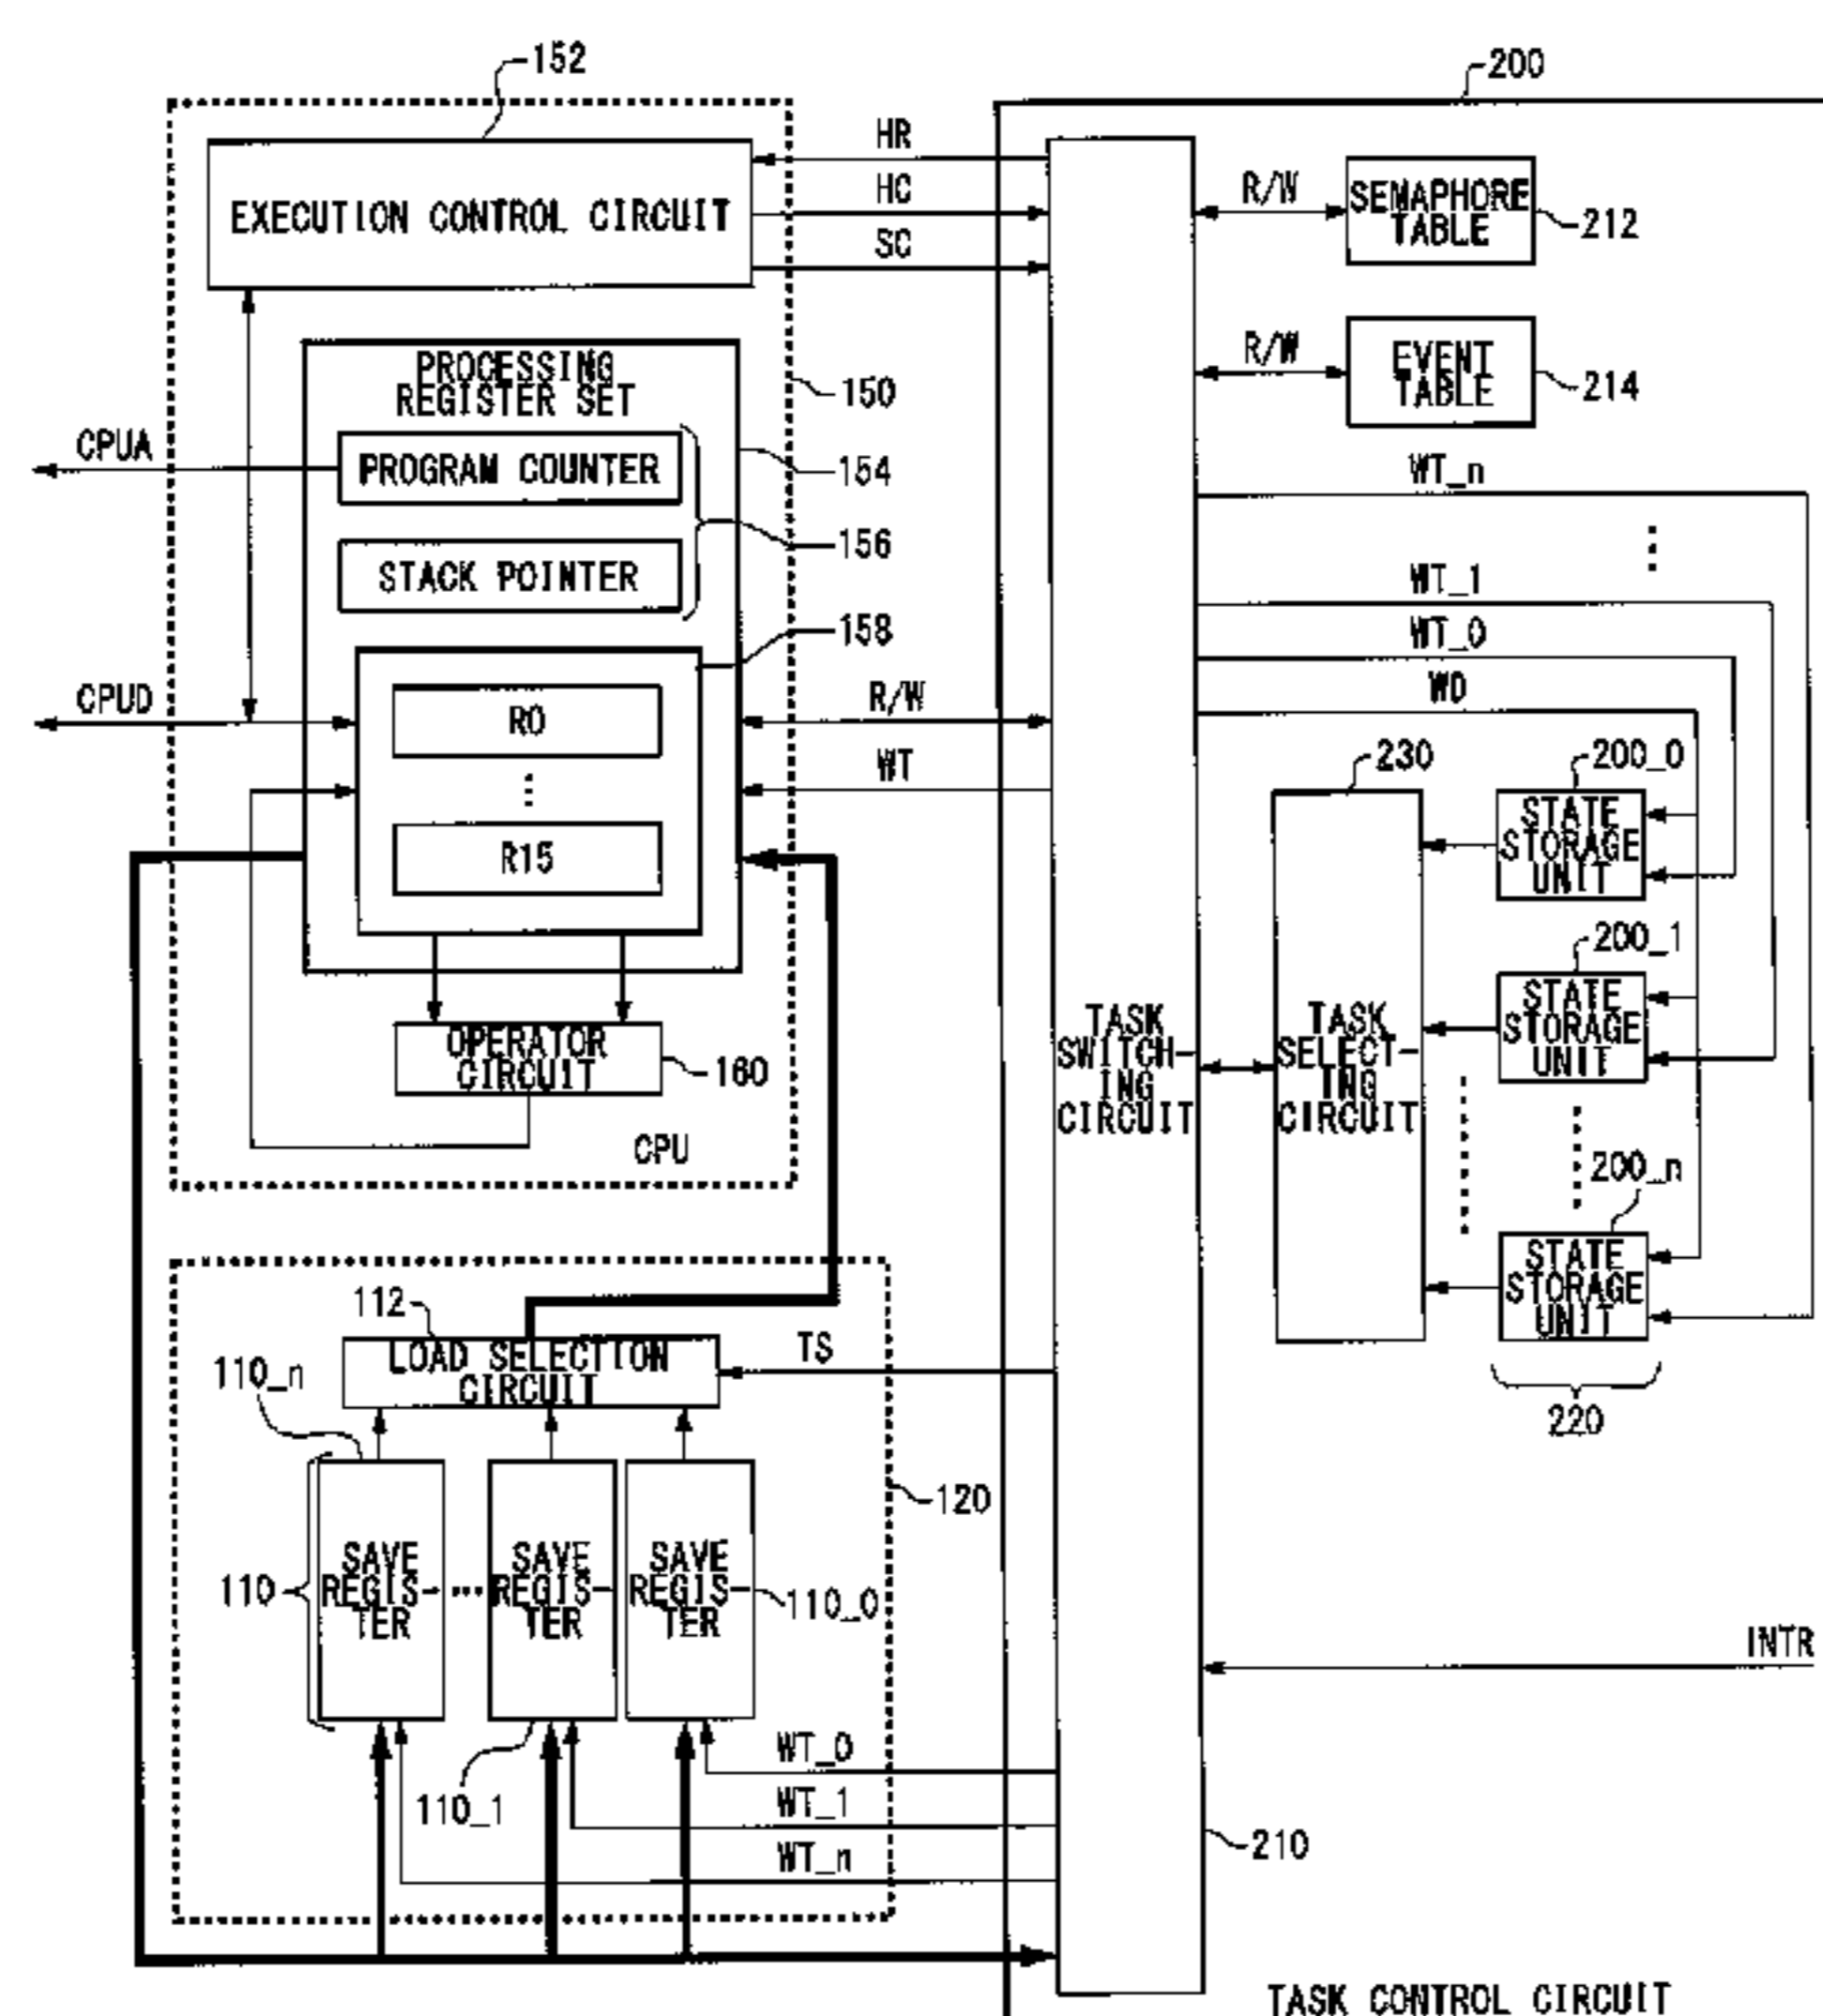 152
200
HR
HC
SC
EXECUTION CONTROL CIRCUIT
R/W
SEMAPHORE
TABLE
212
R/W
EVENT
TABLE
214
PROCESSING
REGISTER SET
150
CPUA
PROGRAM COUNTER
154
STACK POINTER
156
158
WT_n
WT_1
WT_0
WD
CPUD
R0
R15
R/W
WT
230
200_0
STATE
STORAGE
UNIT
200_1
STATE
STORAGE
UNIT
200_n
STATE
STORAGE
UNIT
220
OPERATOR
CIRCUIT
160
CPU
TASK
SWITCH-
ING
CIRCUIT
TASK
SELECT-
ING
CIRCUIT
112
LOAD SELECTION
CIRCUIT
TS
110_n
120
110
SAVE
REGIS-
TER
SAVE
REGIS-
TER
SAVE
REGIS-
TER
110_0
110_1
INTR
WT_0
WT_1
WT_n
210
TASK CONTROL CIRCUIT